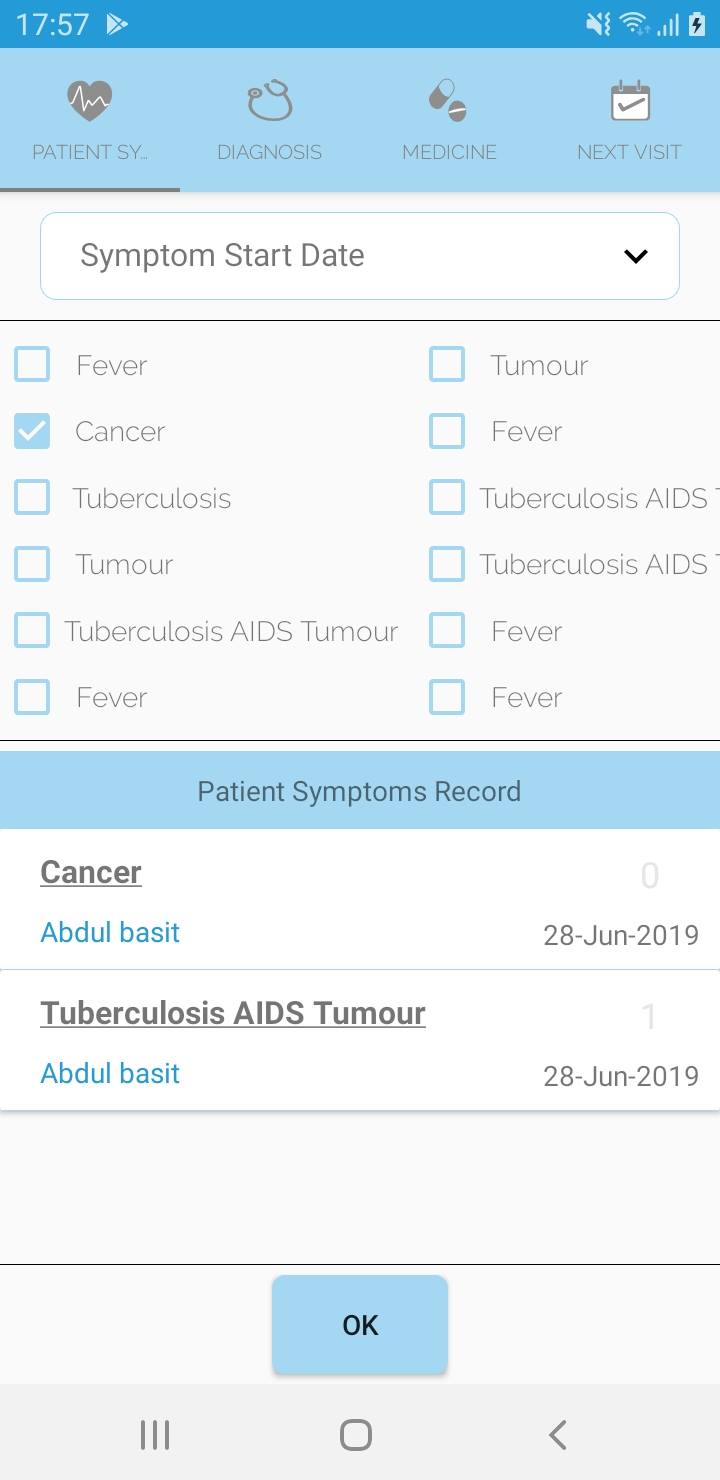 17:57
PATIENT SY... DIAGNOSIS MEDICINE NEXT VISIT
Symptom Start Date
Fever Tumour
Cancer Fever
Tuberculosis Tuberculosis AIDS
Tumour Tuberculosis AIDS
Tuberculosis AIDS Tumour Fever
Fever Fever
Patient Symptoms Record
Cancer 0
Abdul basit 28-Jun-2019
Tuberculosis AIDS Tumour 1
Abdul basit 28-Jun-2019
OK